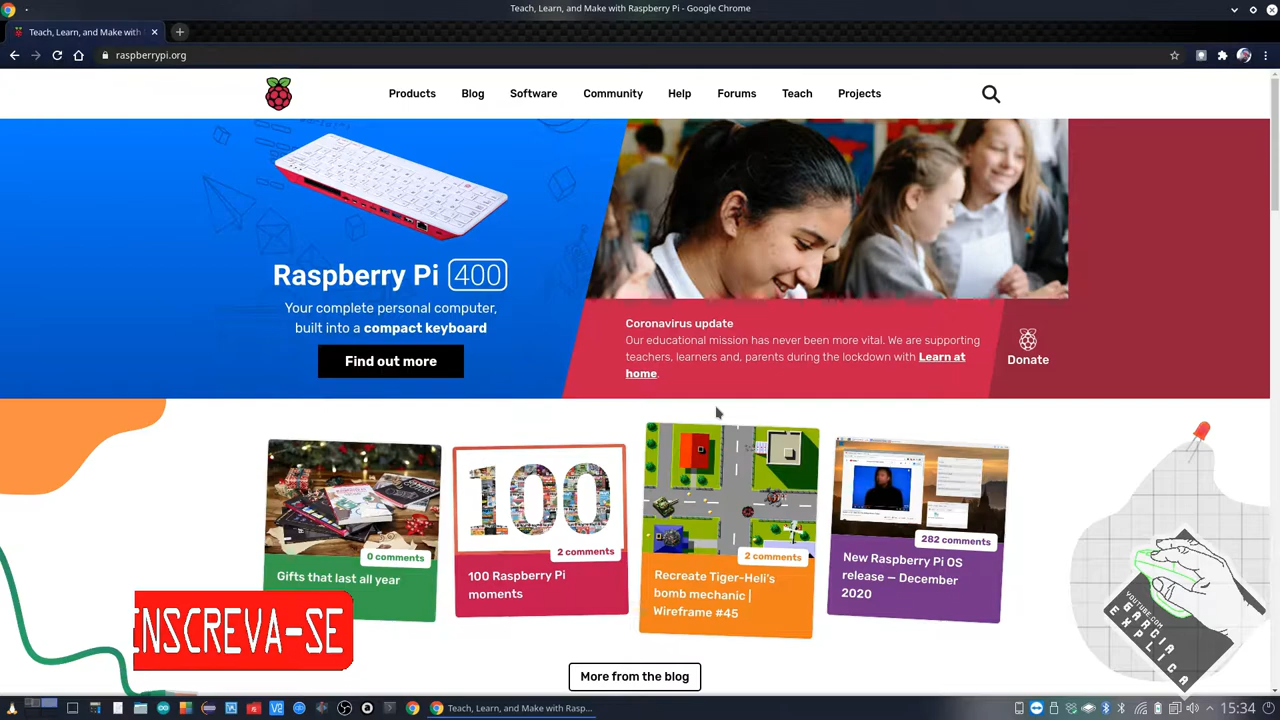 Teach, Learn, and Make with Raspberry Pi - Google Chrome
Teach, Learn, and Make with
raspberrypi.org
Products
Blog
Software
Community
Help
Forums
Teach
Projects
Raspberry Pi 400
Your complete personal computer,
built into a compact keyboard
Find out more
Coronavirus update
Our educational mission has never been more vital. We are supporting
teachers, learners and, parents during the lockdown with Learn at
home.
Donate
0 comments
Gifts that last all year
100
2 comments
100 Raspberry Pi
moments
2 comments
Recreate Tiger-Heli's
bomb mechanic |
Wireframe #45
282 comments
New Raspberry Pi OS
release — December
2020
INSCREVA-SE
More from the blog
YOUTUBE.COM
GARCIA
EXPLICA
Teach, Learn, and Make with Rasp...
15:34